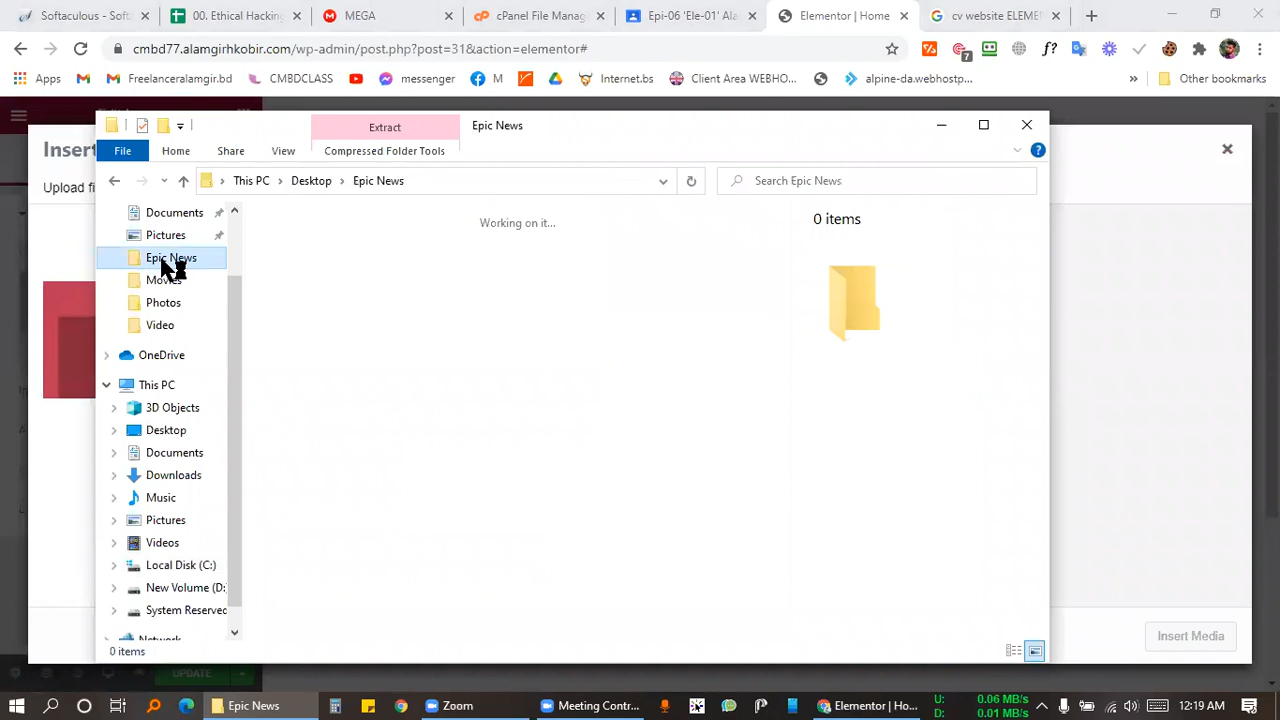 Softaculous -
00. Ethical Hacking
MEGA
cPanel File Manag
Epi-06 'Ele-01' Ala
Elementor | Home
cv website ELEME
cmbd77.alamgirhkobir.com/wp-admin/post.php?post=31&action=elementor#
f?
7
Apps
Freelanceralamgir.bd
CMBDCLASS
messenger
M
Internet.bs
Client Area WEBHO...
alpine-da.webhostp...
»
Other bookmarks
Extract
Epic News
Insert
File
Home
Share
View
Compressed Folder Tools
Upload fi
This PC
Desktop
Epic News
Search Epic News
Documents
Pictures
Epic News
Movies
Photos
Video
OneDrive
This PC
3D Objects
Desktop
Documents
Downloads
Music
Pictures
Videos
Local Disk (C:)
New Volume (D:
System Reserved
Network
Working on it...
0 items
0 items
Insert Media
UPDATE
Epic News
Zoom
Meeting Contr...
Elementor | Ho...
U: 0.06 MB/s
D: 0.01 MB/s
12:19 AM